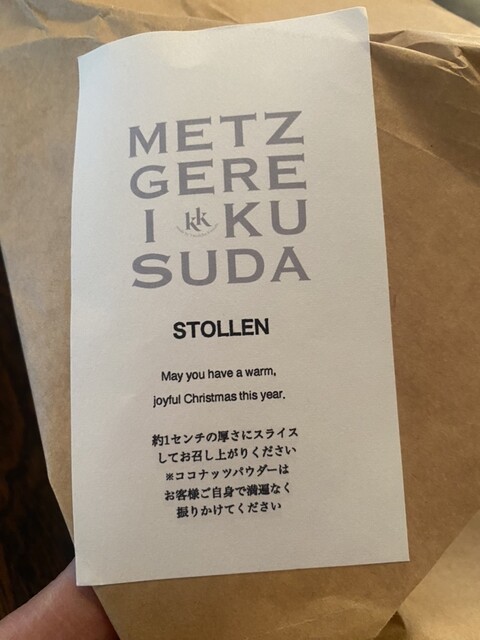 METZ
GERE
I kk KU
SUDA
STOLLEN
May you have a warm,
joyful Christmas this year.
約1センチの厚さにスライス
してお召し上がりください
※ココナッツパウダーは
お客様ご自身で満遍なく
振りかけてください